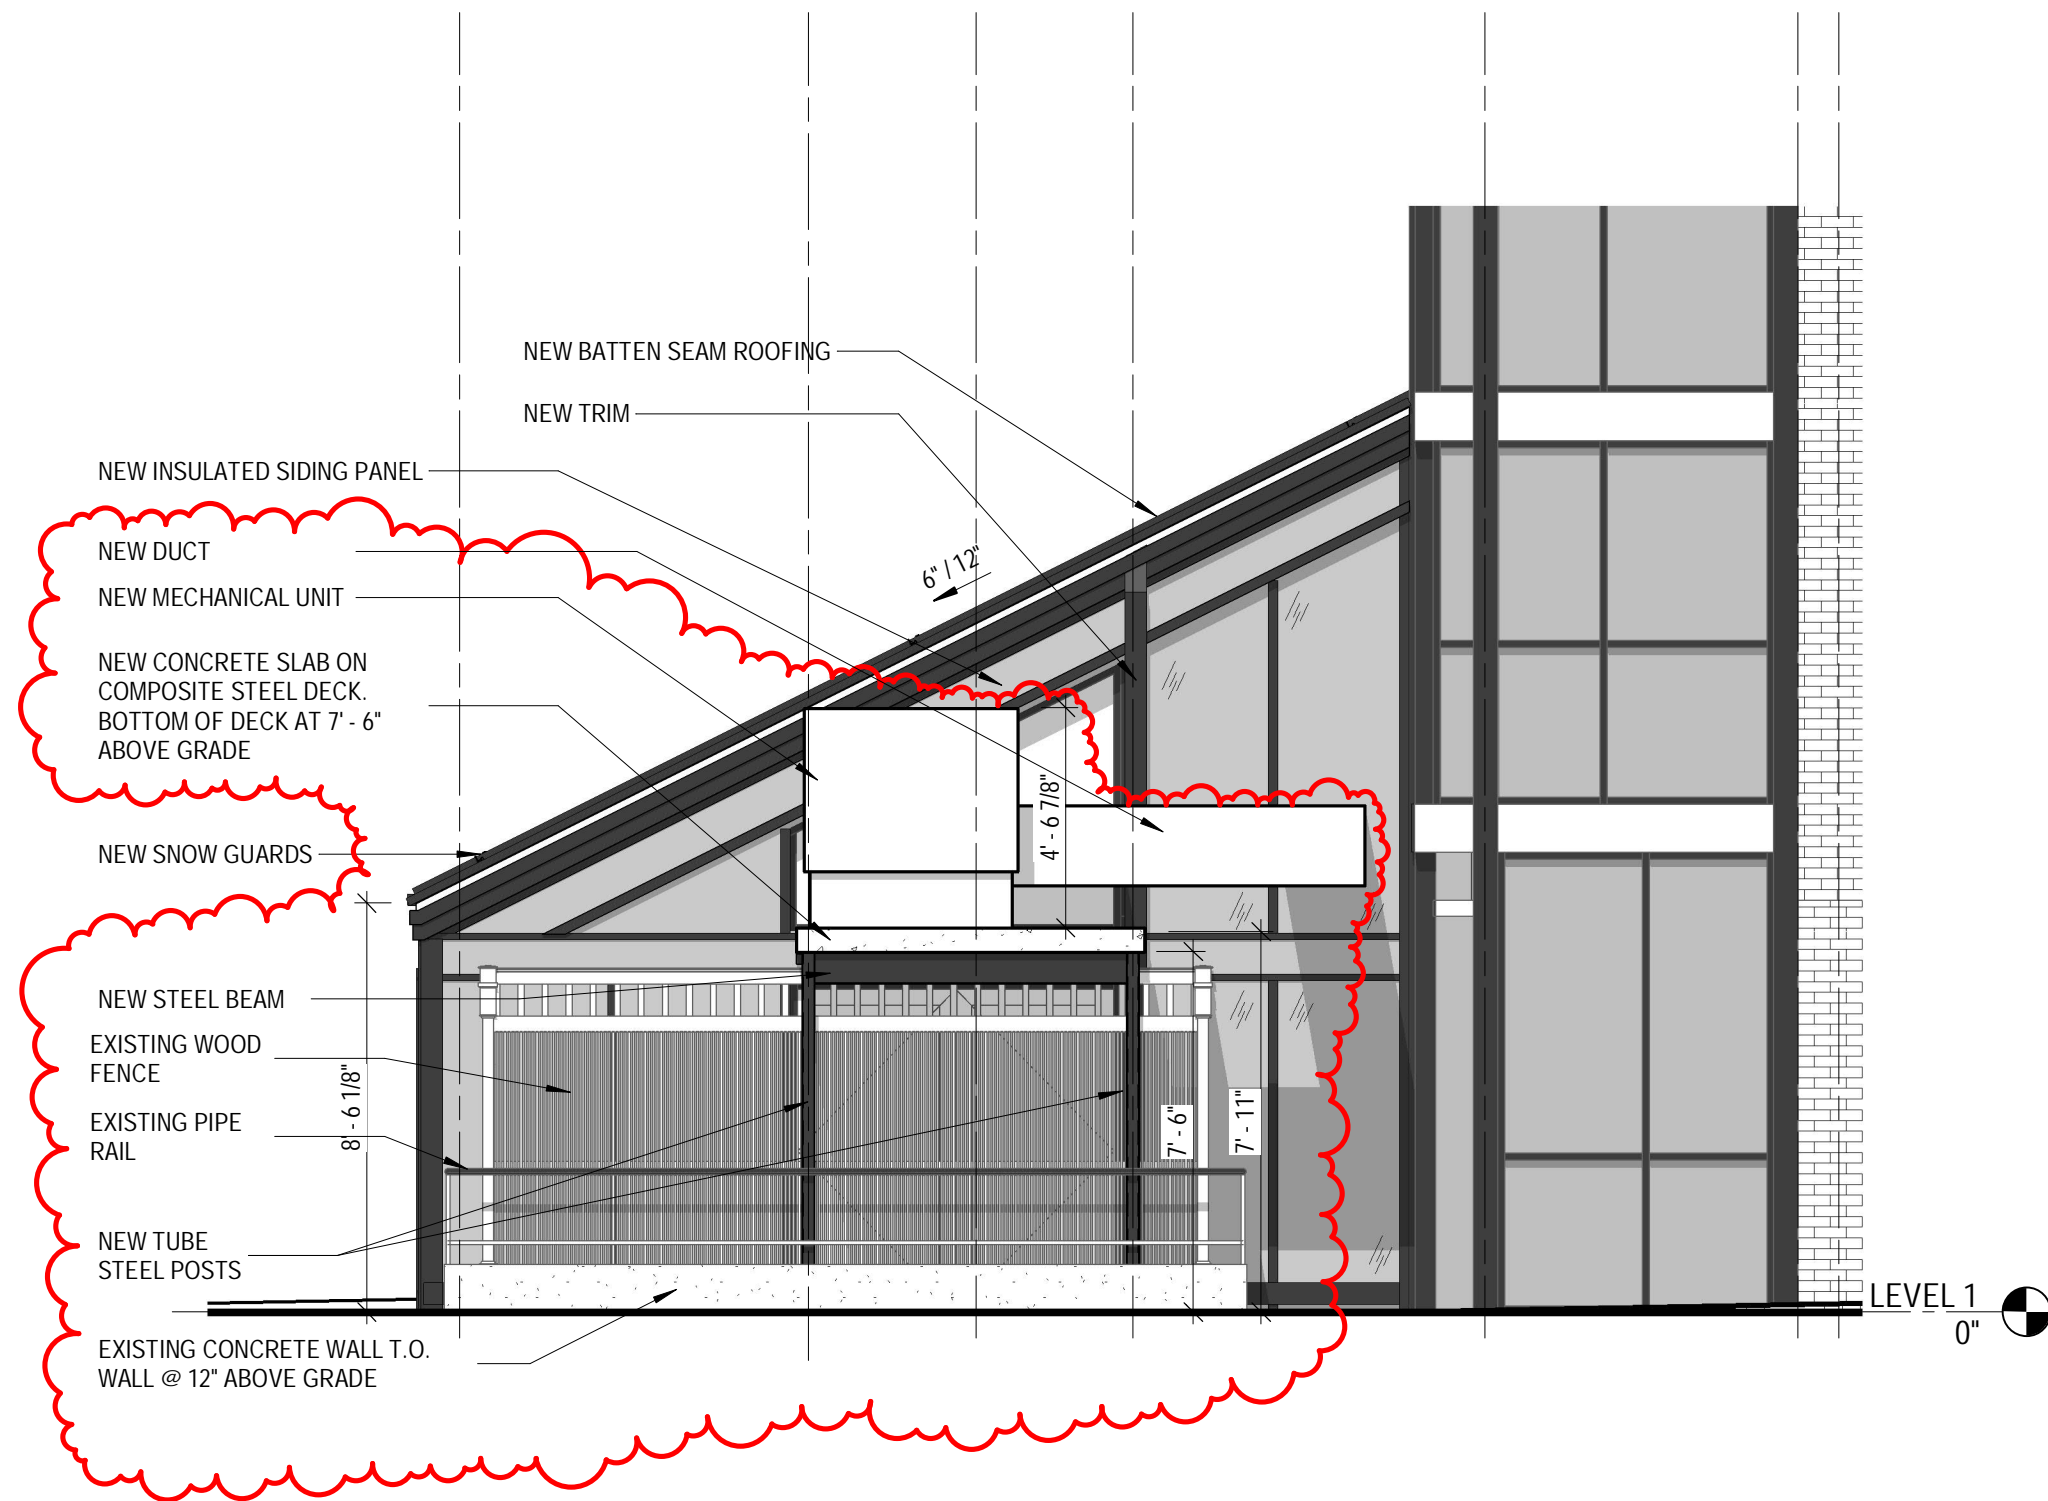 NEW BATTEN SEAM ROOFING
NEW TRIM
NEW INSULATED SIDING PANEL
NEW DUCT
6" / 12"
NEW MECHANICAL UNIT
NEW CONCRETE SLAB ON
COMPOSITE STEEL DECK.
BOTTOM OF DECK AT 7' - 6"
ABOVE GRADE
4' - 6 7/8"
NEW SNOW GUARDS
NEW STEEL BEAM
EXISTING WOOD
FENCE
8' - 6 1/8"
7' - 6"
7' - 11"
EXISTING PIPE
RAIL
NEW TUBE
STEEL POSTS
LEVEL 1
0"
EXISTING CONCRETE WALL T.O.
WALL @ 12" ABOVE GRADE